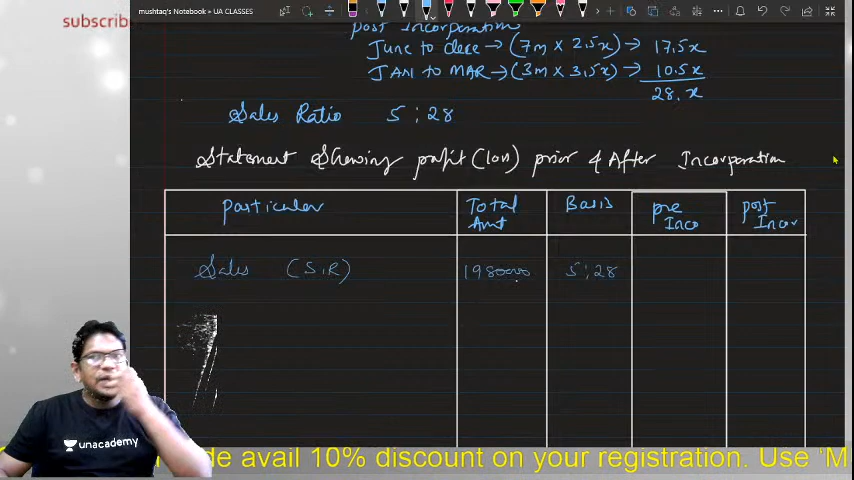 mushtaq's Notebook • UA CLASSES
subscrib
post Incorporation
June to dece → (7m x 2.5x) → 17.5x
JAN to MAR → (3m x 3.5x) → 10.5x
28.x
Sales Ratio 5:28
Statement Showing profit (loss) prior & After Incorporation
particular Total Amt Basis pre Inco post Incor
Sales (S.R) 1980000 5:28
unacademy
de avail 10% discount on your registration. Use 'M